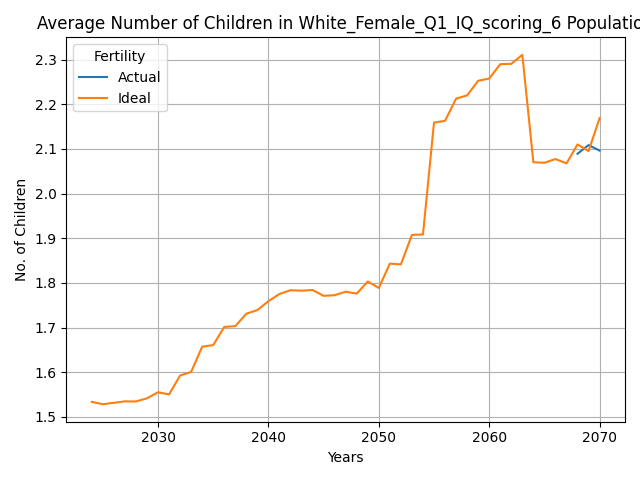 Average Number of Children in White_Female_Q1_IQ_scoring_6 Populatio
Fertility
Actual
Ideal
No. of Children
2.3
2.2
2.1
2.0
1.9
1.8
1.7
1.6
1.5
2030 2040 2050 2060 2070
Years